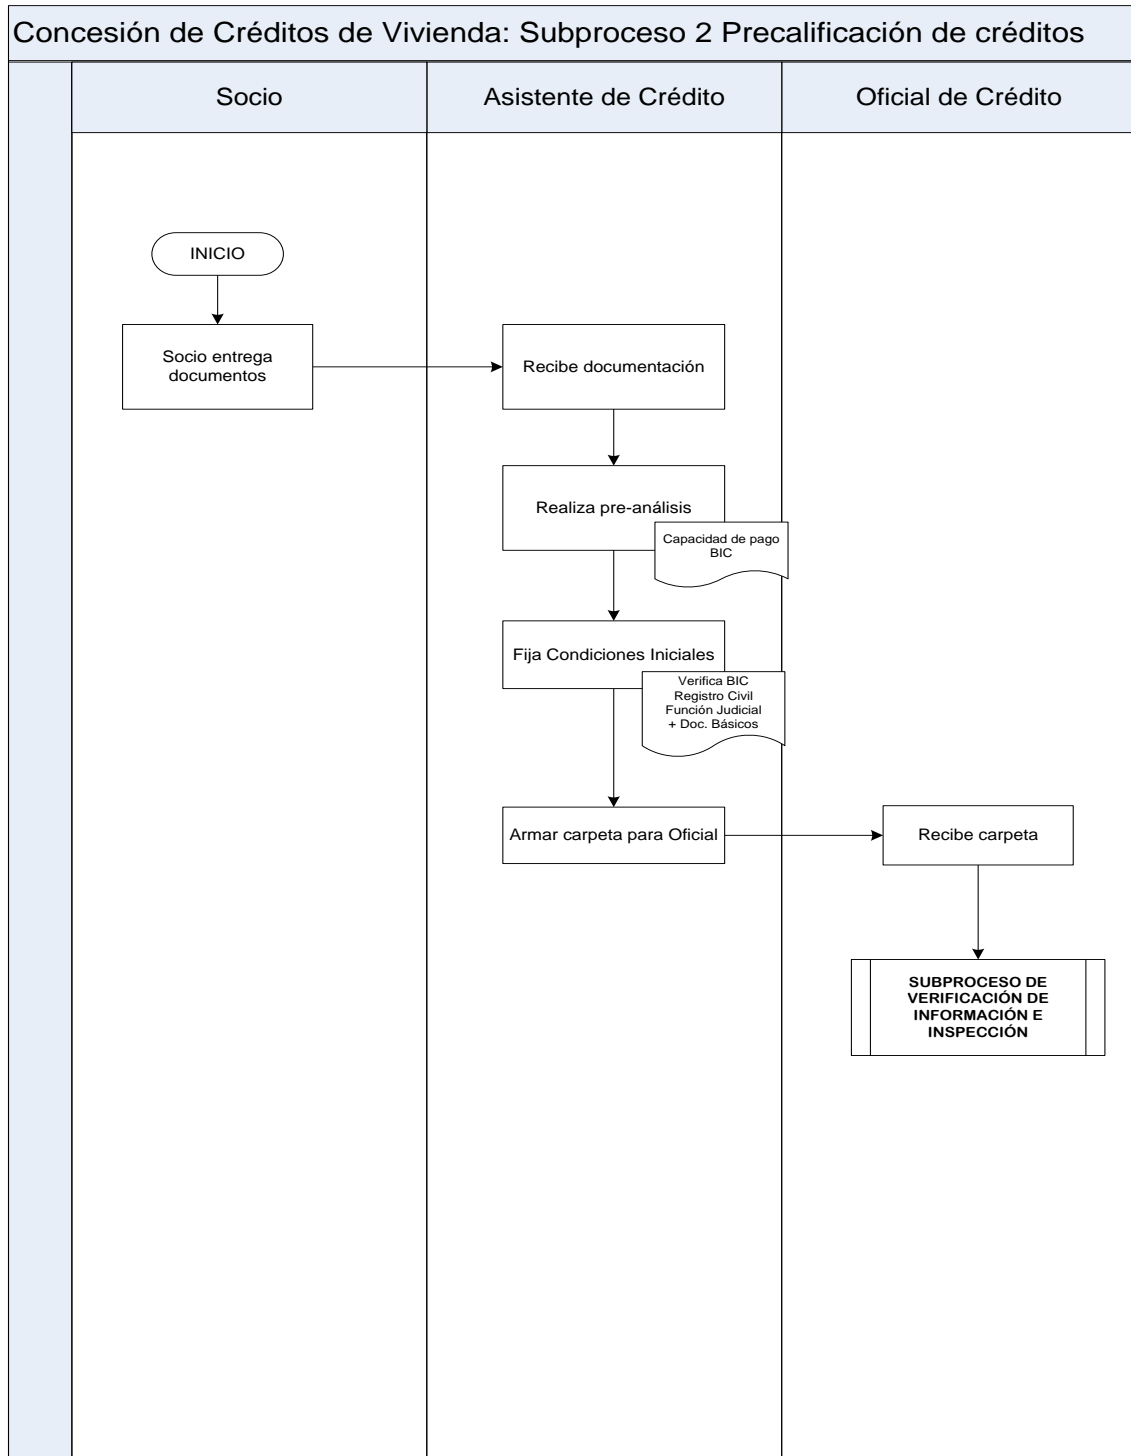 Concesión de Créditos de Vivienda: Subproceso 2 Precalificación de créditos
Socio
Asistente de Crédito
Oficial de Crédito
INICIO
Socio entrega
documentos
Recibe documentación
Realiza pre-análisis
Capacidad de pago
BIC
Fija Condiciones Iniciales
Verifica BIC
Registro Civil
Función Judicial
+ Doc. Básicos
Armar carpeta para Oficial
Recibe carpeta
SUBPROCESO DE
VERIFICACIÓN DE
INFORMACIÓN E
INSPECCIÓN